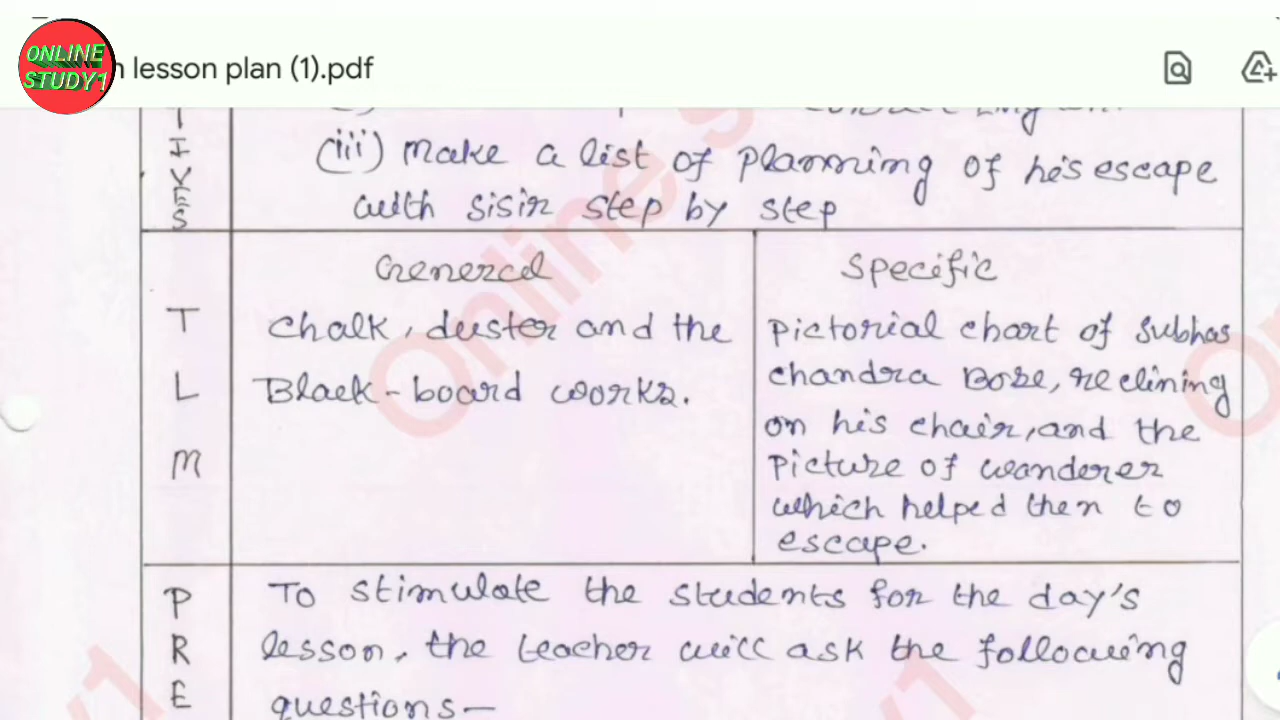 ONLINE
STUDY1
n lesson plan (1).pdf
(iii) Make a list of planning of his escape
with sisir step by step
T
I
V
E
S
General
Specific
T
L
M
Chalk, duster and the
Black-board works.
Pictorial chart of Subhas
Chandra Bose, reclining
on his chair, and the
picture of wanderer
which helped then to
escape.
P
R
E
To stimulate the students for the day's
lesson, the teacher will ask the following
questions—
Online S